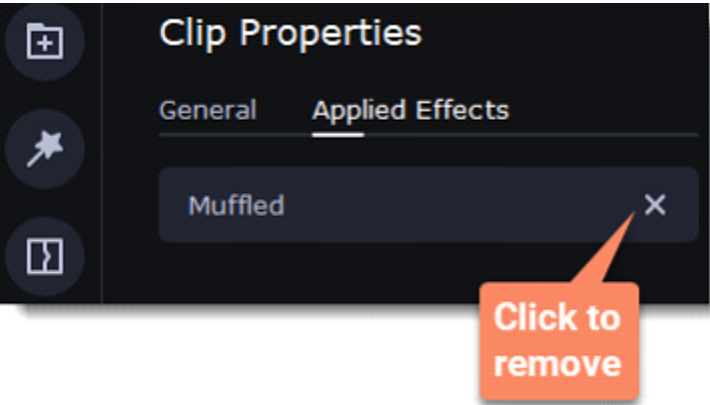 Clip Properties
General Applied Effects
Muffled
Click to
remove